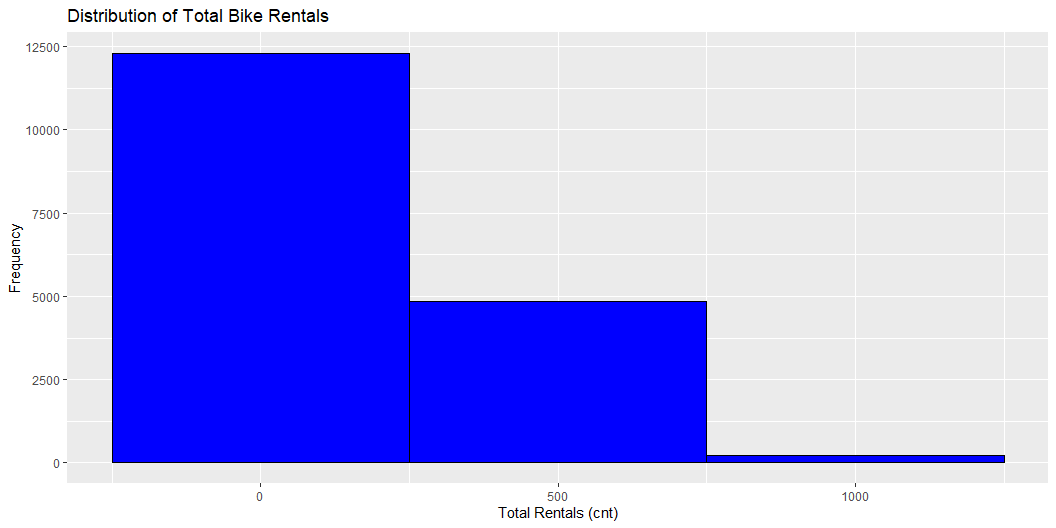 Distribution of Total Bike Rentals
12500
10000
7500
5000
2500
0
Frequency
0 500 1000
Total Rentals (cnt)